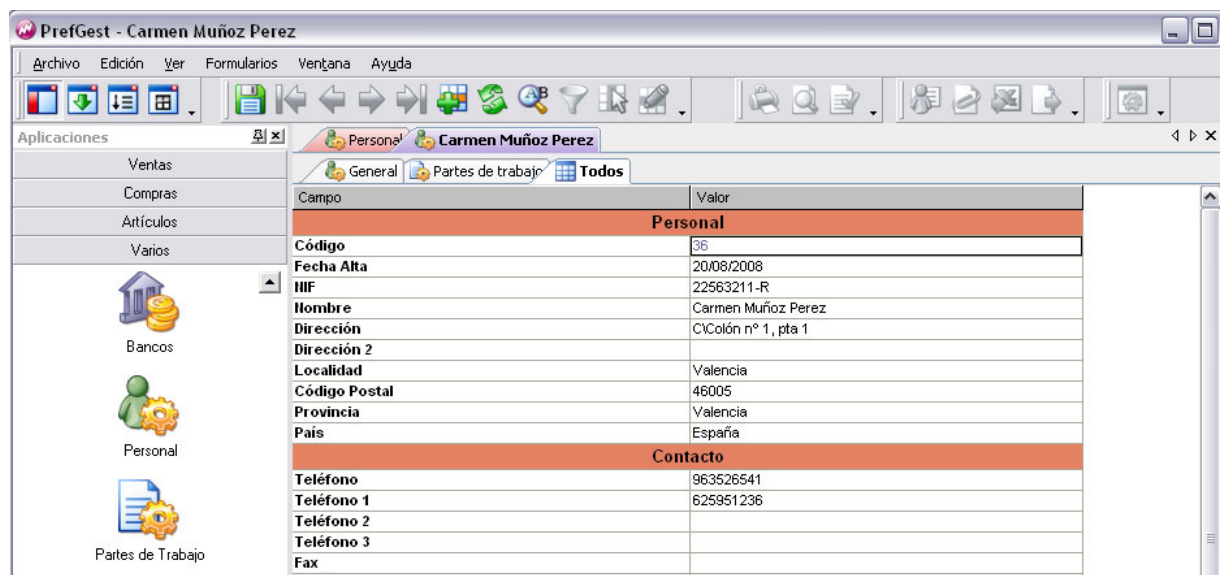 PrefGest - Carmen Muñoz Perez
Archivo Edición Ver Formularios Ventana Ayuda
Aplicaciones
Ventas
Compras
Artículos
Varios
Bancos
Personal
Partes de Trabajo
Personal Carmen Muñoz Perez
General Partes de trabajo Todos
Campo Valor
Personal
Código 36
Fecha Alta 20/08/2008
NIF 22563211-R
Nombre Carmen Muñoz Perez
Dirección C\Colón nº 1, pta 1
Dirección 2
Localidad Valencia
Código Postal 46005
Provincia Valencia
País España
Contacto
Teléfono 963526541
Teléfono 1 625951236
Teléfono 2
Teléfono 3
Fax